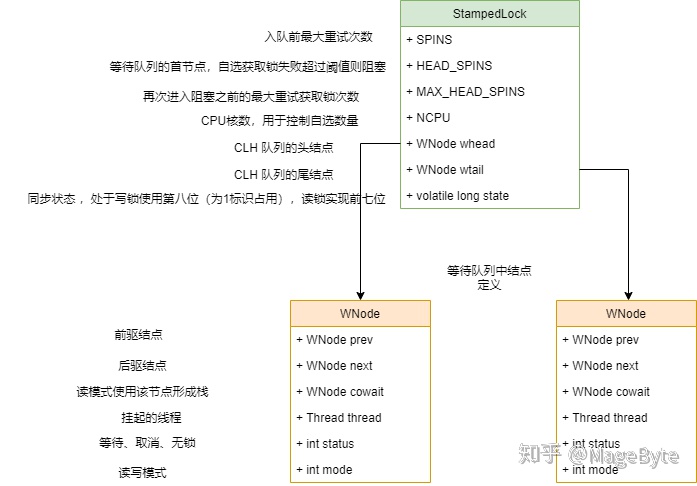 StampedLock
入队前最大重试次数
+ SPINS
等待队列的首节点，自选获取锁失败超过阈值则阻塞
+ HEAD_SPINS
再次进入阻塞之前的最大重试获取锁次数
+ MAX_HEAD_SPINS
CPU核数，用于控制自选数量
+ NCPU
CLH 队列的头结点
+ WNode whead
CLH 队列的尾结点
+ WNode wtail
同步状态 ，处于写锁使用第八位（为1标识占用），读锁实现前七位
+ volatile long state
等待队列中结点
定义
WNode
WNode
前驱结点
+ WNode prev
+ WNode prev
后驱结点
+ WNode next
+ WNode next
读模式使用该节点形成栈
+ WNode cowait
+ WNode cowait
挂起的线程
+ Thread thread
+ Thread thread
等待、取消、无锁
+ int status
+ int status
读写模式
+ int mode
+ int mode
知乎 @MageByte